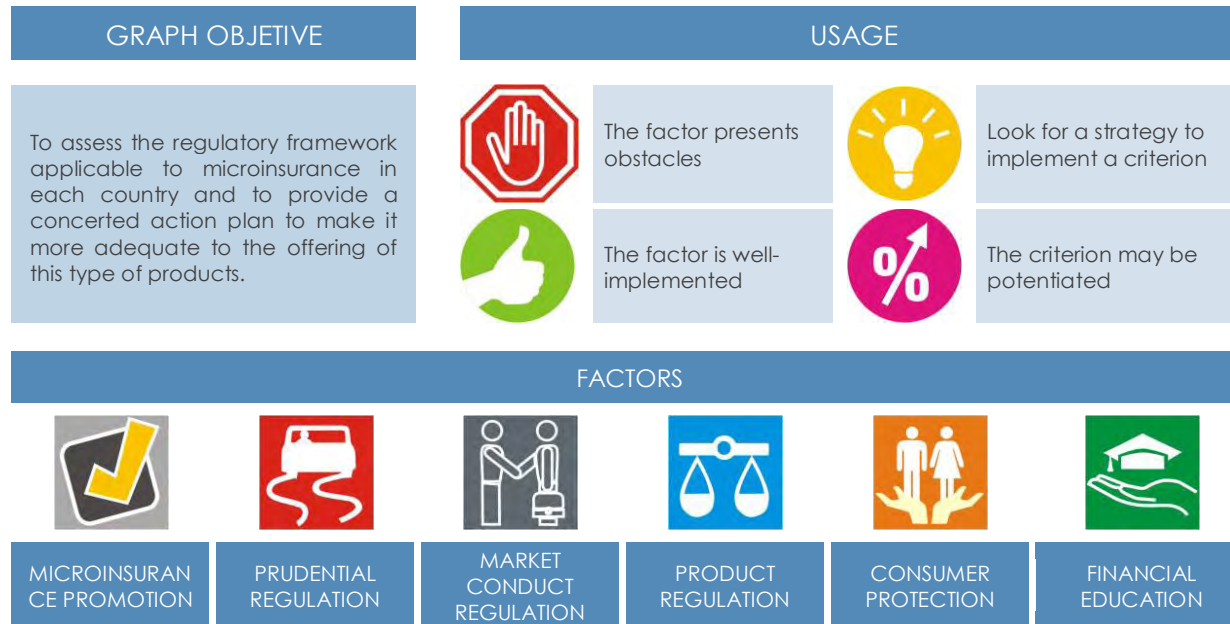 GRAPH OBJETIVE
To assess the regulatory framework
applicable to microinsurance in
each country and to provide a
concerted action plan to make it
more adequate to the offering of
this type of products.
USAGE
The factor presents
obstacles
Look for a strategy to
implement a criterion
The factor is well-
implemented
%
The criterion may be
potentiated
FACTORS
MICROINSURAN
CE PROMOTION
PRUDENTIAL
REGULATION
MARKET
CONDUCT
REGULATION
PRODUCT
REGULATION
CONSUMER
PROTECTION
FINANCIAL
EDUCATION